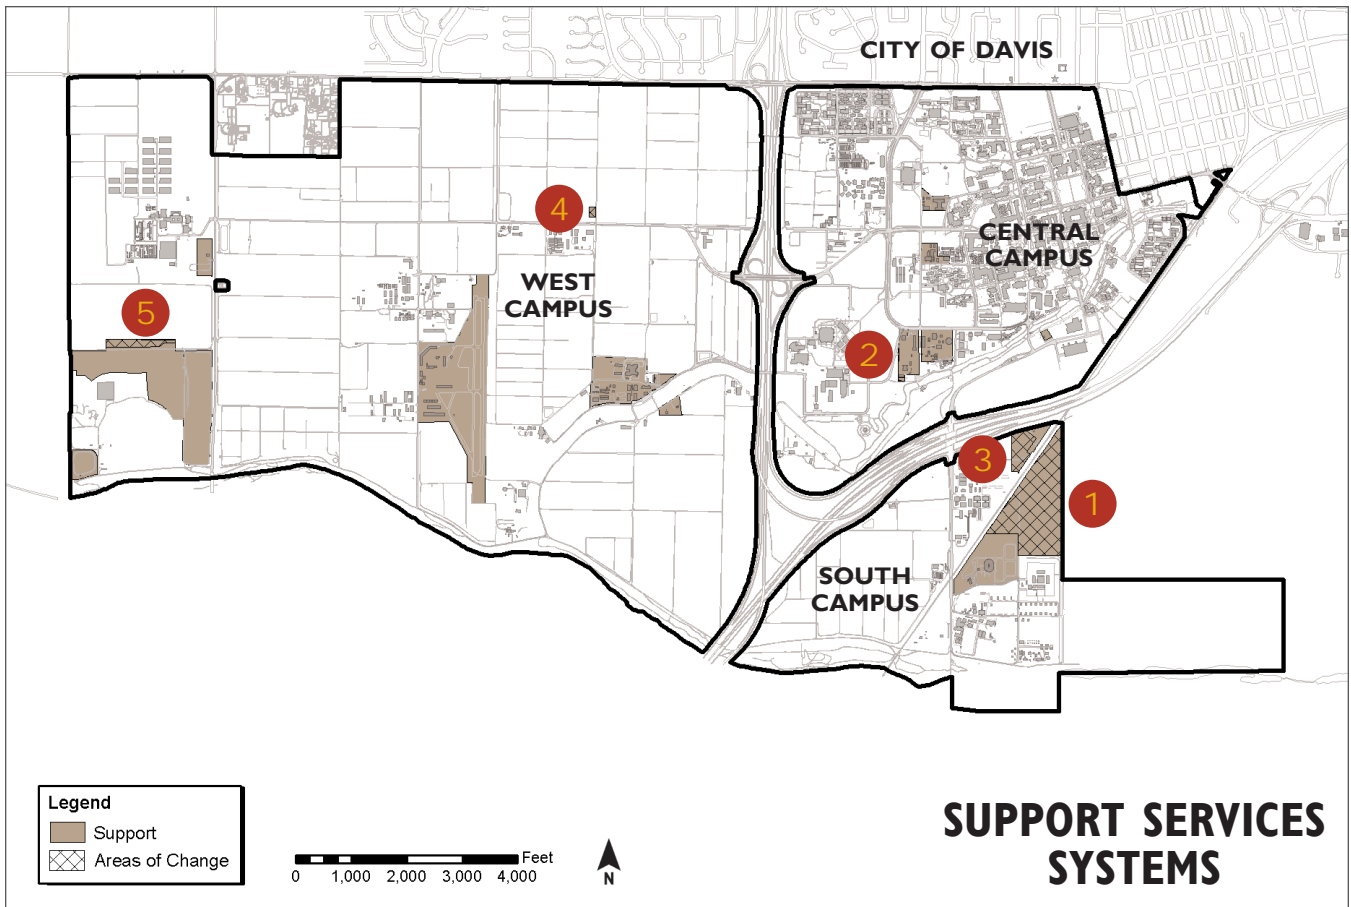 CITY OF DAVIS
4
CENTRAL
CAMPUS
WEST
CAMPUS
5
2
3
1
SOUTH
CAMPUS
Legend
Support
Areas of Change
Feet
0 1,000 2,000 3,000 4,000
N
SUPPORT SERVICES
SYSTEMS